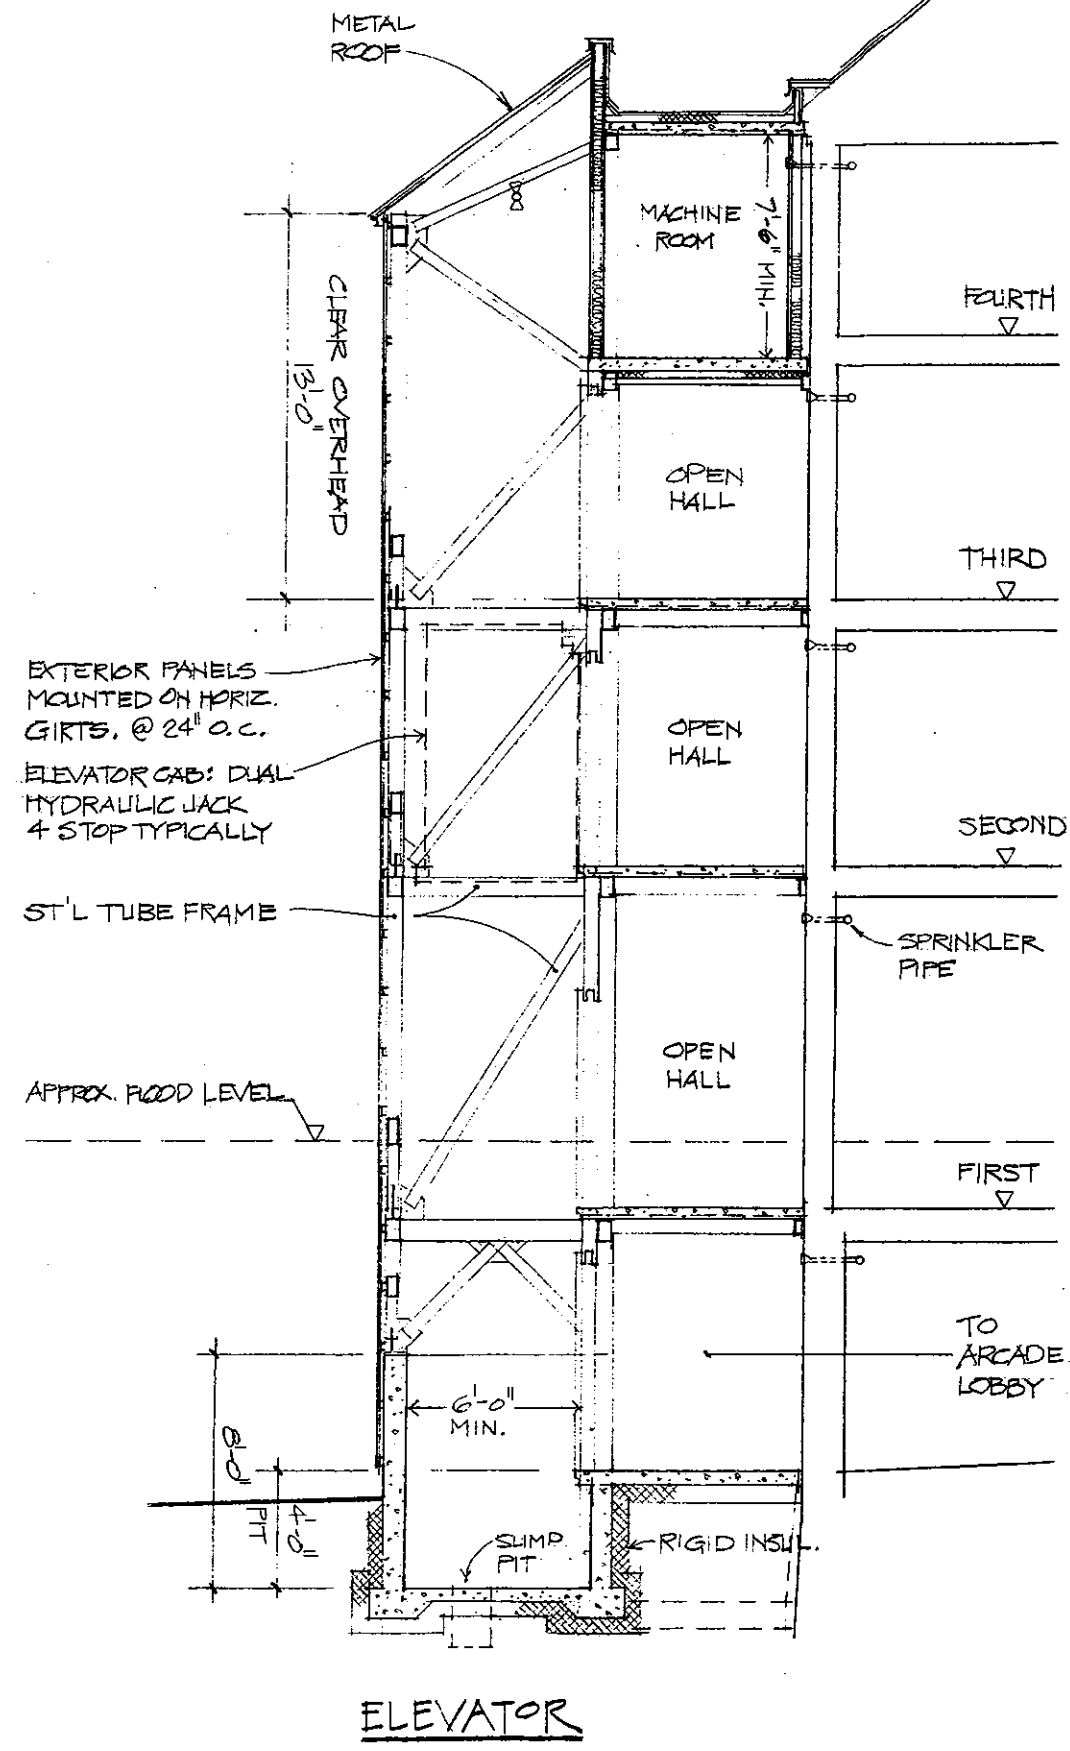 METAL
ROOF
MACHINE
ROOM
7'-6" MIN.
FOURTH
CLEAR OVERHEAD
13'-0"
OPEN
HALL
THIRD
EXTERIOR PANELS
MOUNTED ON HORIZ.
GIRTS. @ 24" O.C.
OPEN
HALL
ELEVATOR CAB: DUAL
HYDRAULIC JACK
4 STOP TYPICALLY
SECOND
ST'L TUBE FRAME
SPRINKLER
PIPE
OPEN
HALL
APPROX. FLOOD LEVEL
FIRST
TO
ARCADE
LOBBY
6'-0"
MIN.
8'-0"
4'-0"
PIT
SUMP
PIT
RIGID INSUL.
ELEVATOR